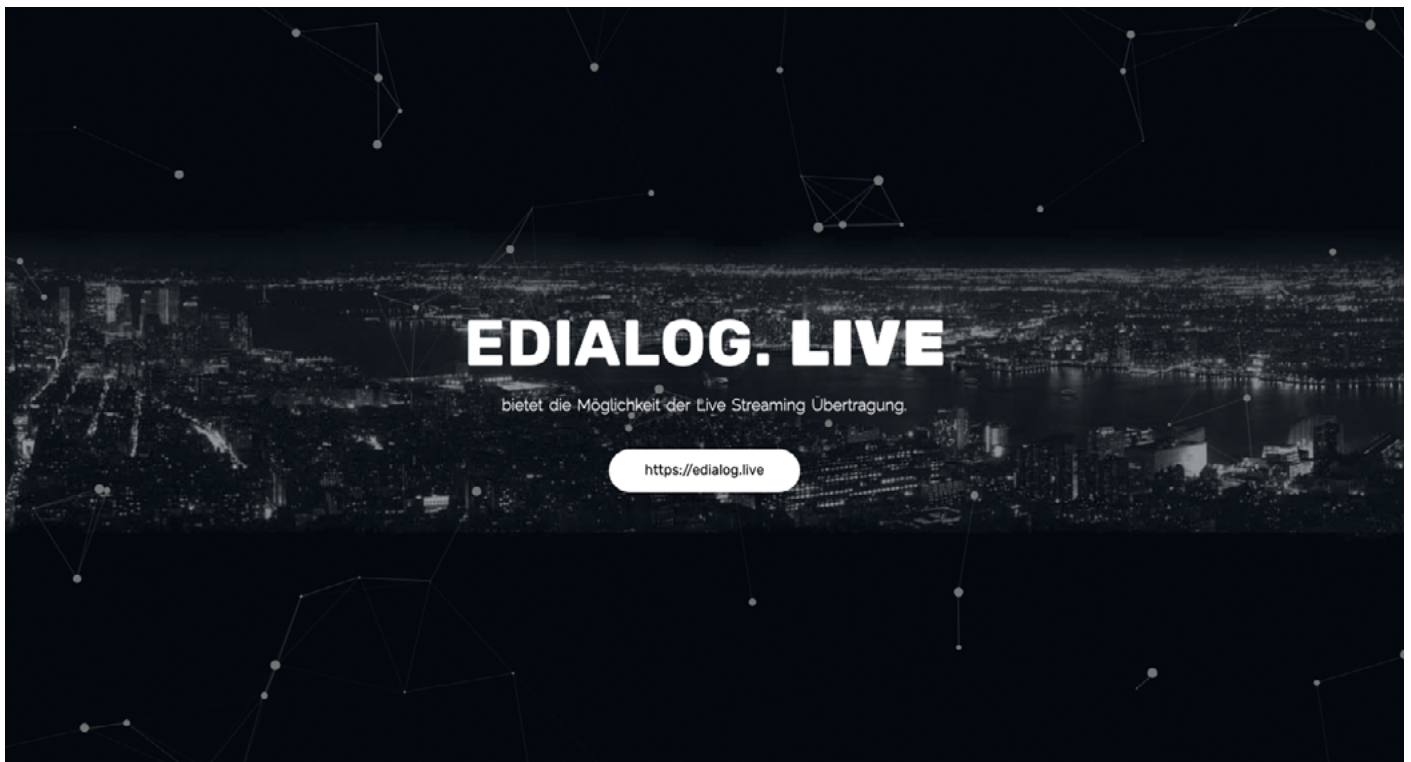 EDIALOG. LIVE
bietet die Möglichkeit der Live Streaming Übertragung.
https://edialog.live